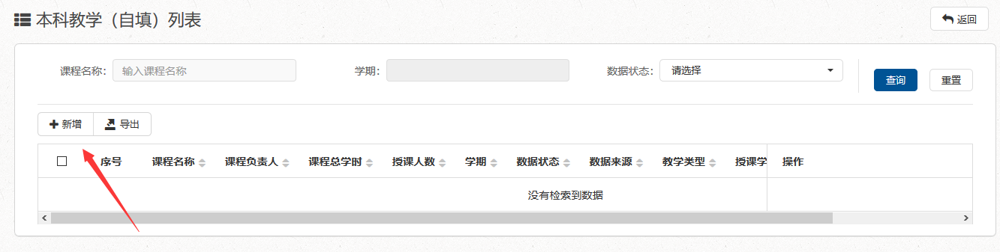 本科教学（自填）列表
返回
课程名称： 输入课程名称 学期： 数据状态： 请选择 查询 重置
新增 导出
序号 课程名称 课程负责人 课程总学时 授课人数 学期 数据状态 数据来源 教学类型 授课学 操作
没有检索到数据